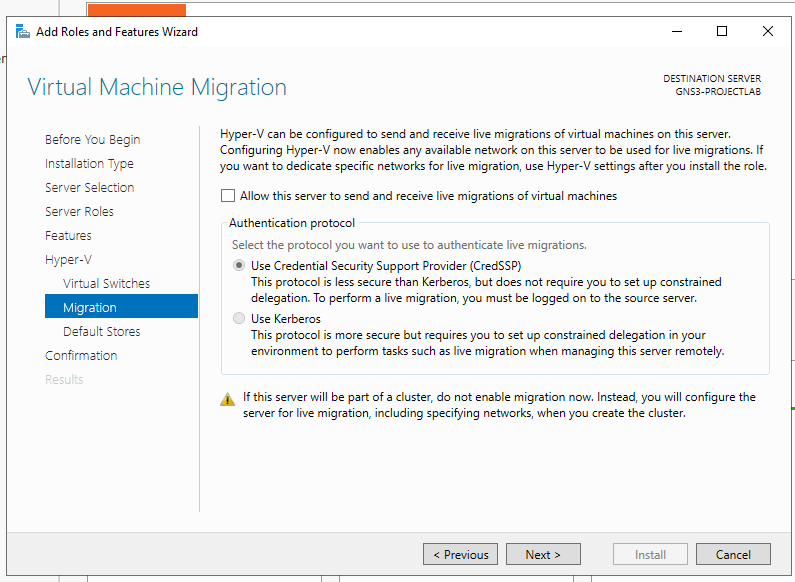 Add Roles and Features Wizard
Virtual Machine Migration
DESTINATION SERVER
GNS3-PROJECTLAB
Before You Begin
Installation Type
Server Selection
Server Roles
Features
Hyper-V
Virtual Switches
Migration
Default Stores
Confirmation
Results
Hyper-V can be configured to send and receive live migrations of virtual machines on this server.
Configuring Hyper-V now enables any available network on this server to be used for live migrations. If
you want to dedicate specific networks for live migration, use Hyper-V settings after you install the role.
Allow this server to send and receive live migrations of virtual machines
Authentication protocol
Select the protocol you want to use to authenticate live migrations.
Use Credential Security Support Provider (CredSSP)
This protocol is less secure than Kerberos, but does not require you to set up constrained
delegation. To perform a live migration, you must be logged on to the source server.
Use Kerberos
This protocol is more secure but requires you to set up constrained delegation in your
environment to perform tasks such as live migration when managing this server remotely.
If this server will be part of a cluster, do not enable migration now. Instead, you will configure the
server for live migration, including specifying networks, when you create the cluster.
< Previous
Next >
Install
Cancel